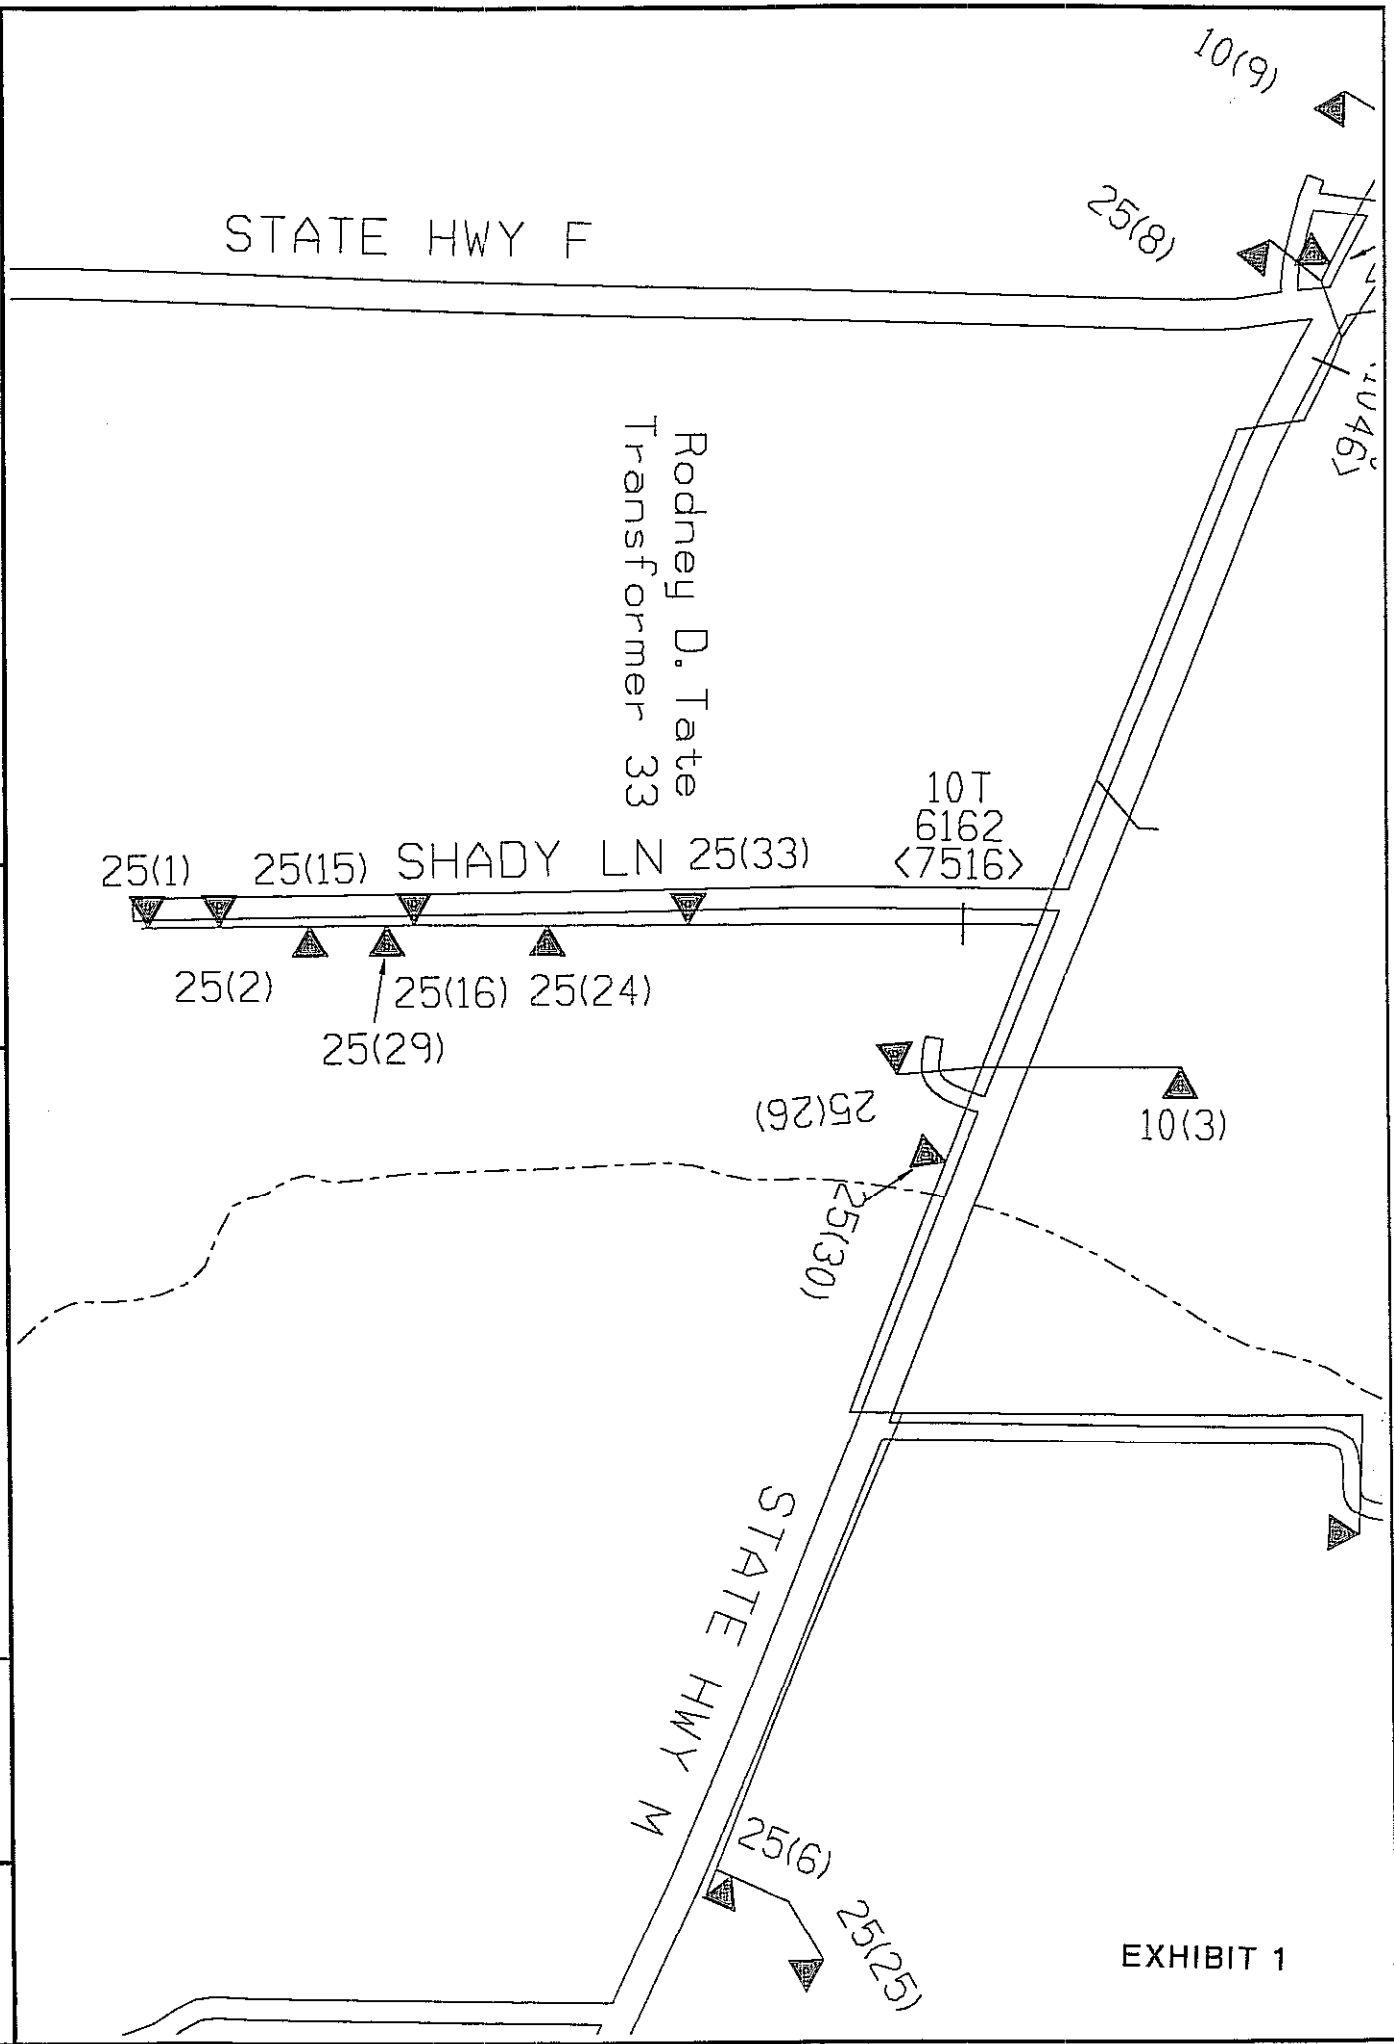 10(9)
25(8)
STATE HWY F
046>
Rodney D. Tate
Transformer 33
10T
6162
<7516>
25(1)
25(15)
SHADY LN
25(33)
25(2)
25(29)
25(16)
25(24)
25(26)
10(3)
25(30)
STATE HWY M
25(6)
25(25)
EXHIBIT 1